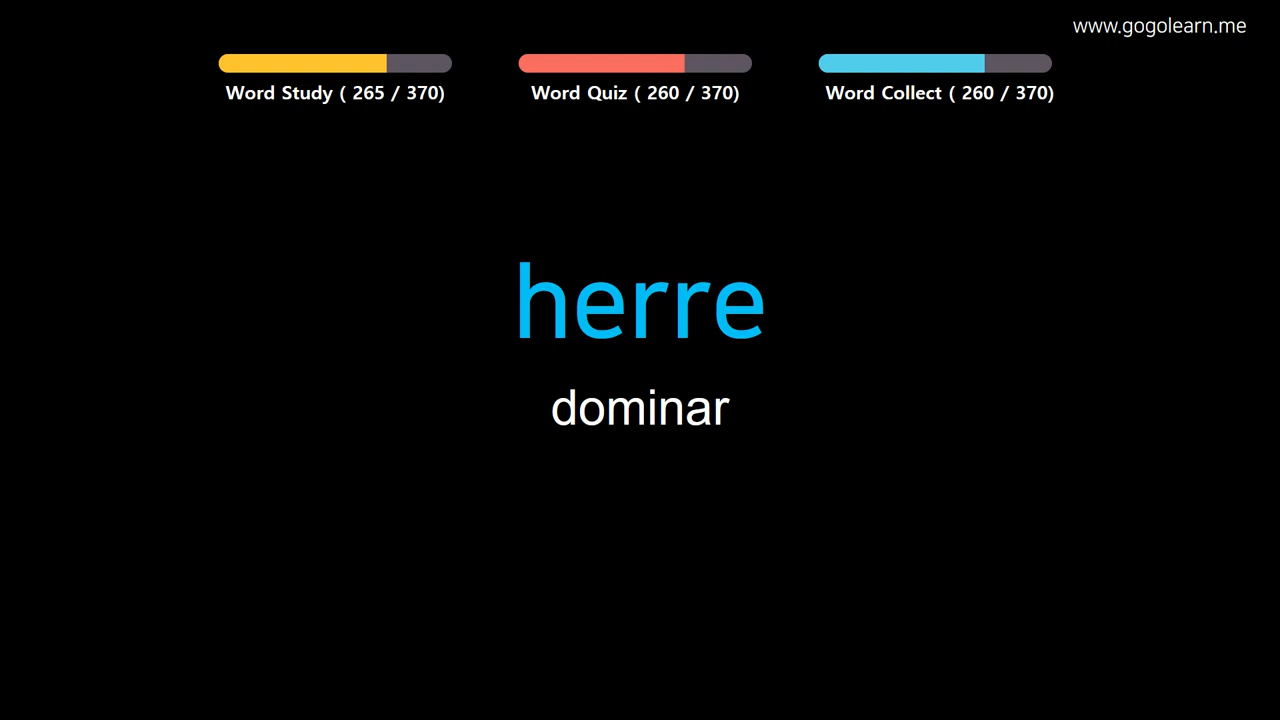 www.gogolearn.me
Word Study ( 265 / 370)
Word Quiz ( 260 / 370)
Word Collect ( 260 / 370)
herre
dominar